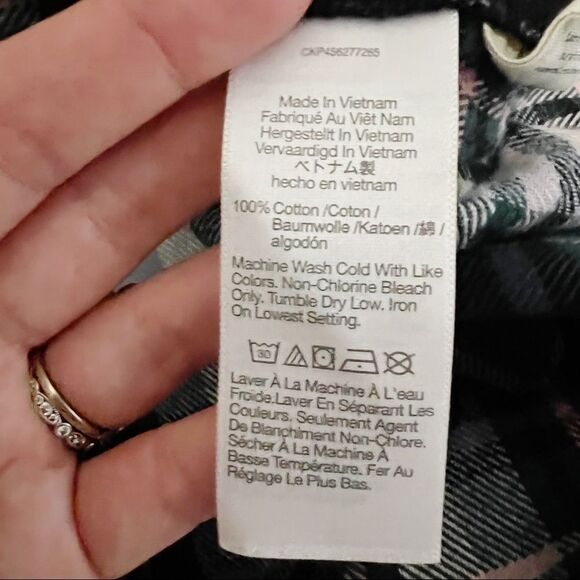 CKP456277265
Made In Vietnam
Fabriqué Au Viêt Nam
Hergestellt In Vietnam
Vervaardigd In Vietnam
ベトナム製
hecho en vietnam
100% Cotton /Coton /
Baumwolle /Katoen /綿 /
algodón
Machine Wash Cold With Like
Colors. Non-Chlorine Bleach
Only. Tumble Dry Low. Iron
On Lowest Setting.
30
Laver À La Machine À L'eau
Froide.Laver En Séparant Les
Couleurs. Seulement Agent
De Blanchiment Non-Chlore.
Sécher À La Machine À
Basse Température. Fer Au
Réglage Le Plus Bas.